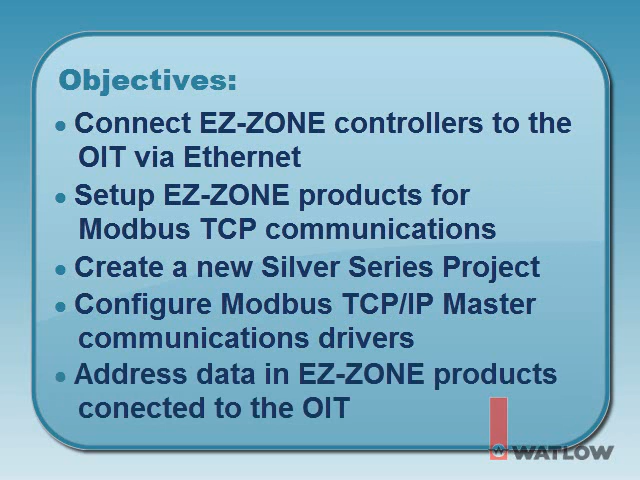 Objectives:
• Connect EZ-ZONE controllers to the
OIT via Ethernet
• Setup EZ-ZONE products for
Modbus TCP communications
• Create a new Silver Series Project
• Configure Modbus TCP/IP Master
communications drivers
• Address data in EZ-ZONE products
conected to the OIT
WATLOW